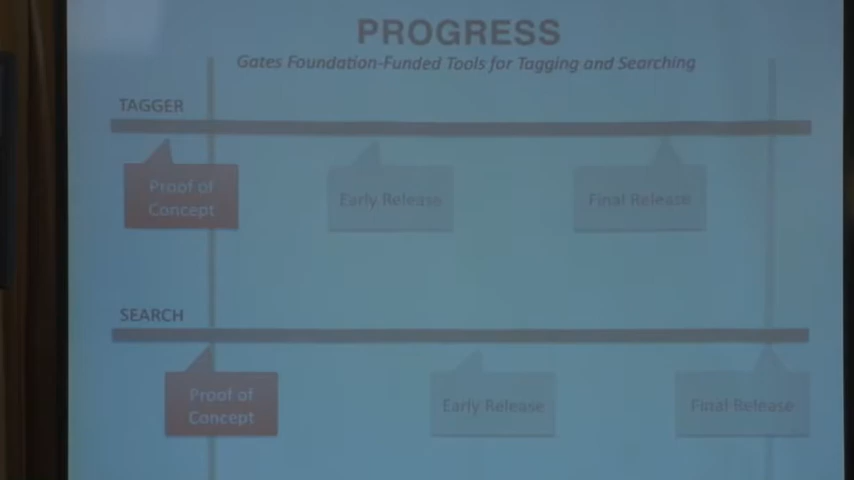 PROGRESS
Gates Foundation-Funded Tools for Tagging and Searching
TAGGER
Proof of
Concept
Early Release
Final Release
SEARCH
Proof of
Concept
Early Release
Final Release